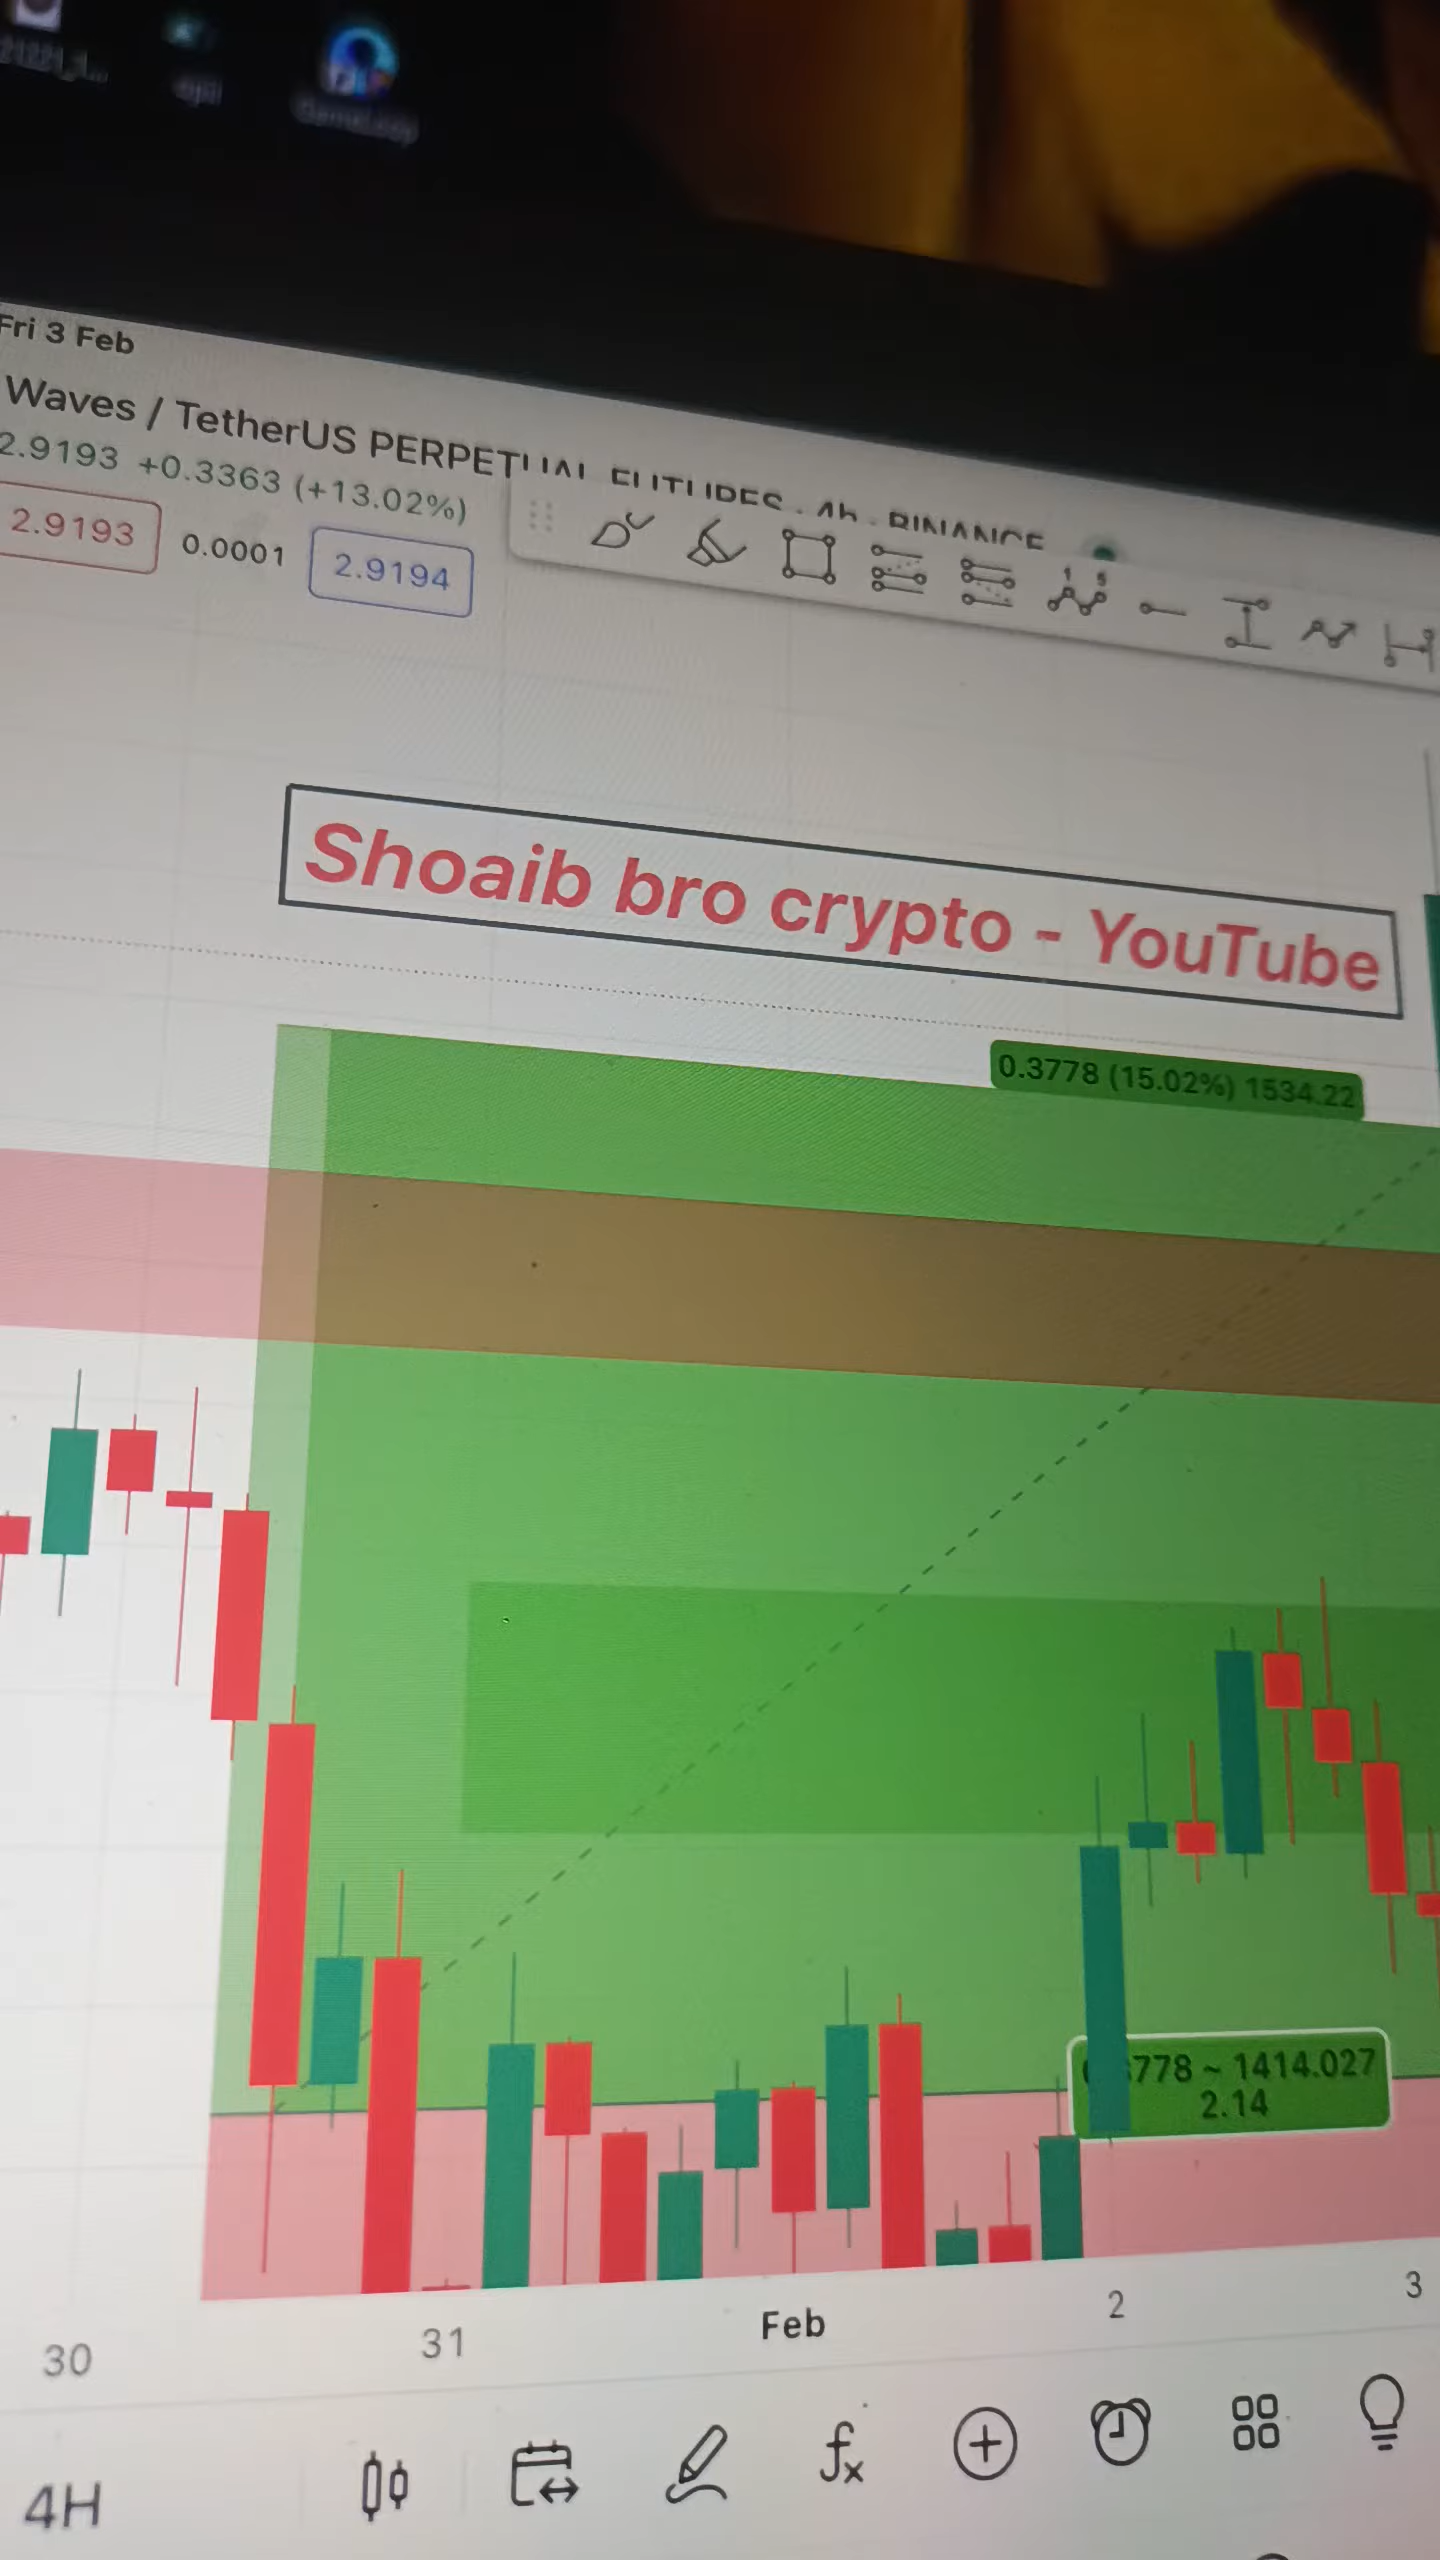 Fri 3 Feb
Waves / TetherUS PERPETUAL FUTURES . 4h . BINANCE
2.9193 +0.3363 (+13.02%)
2.9193 0.0001 2.9194
Shoaib bro crypto - YouTube
0.3778 (15.02%) 1534.22
778 ~ 1414.027
2.14
30 31 Feb 2 3
4H